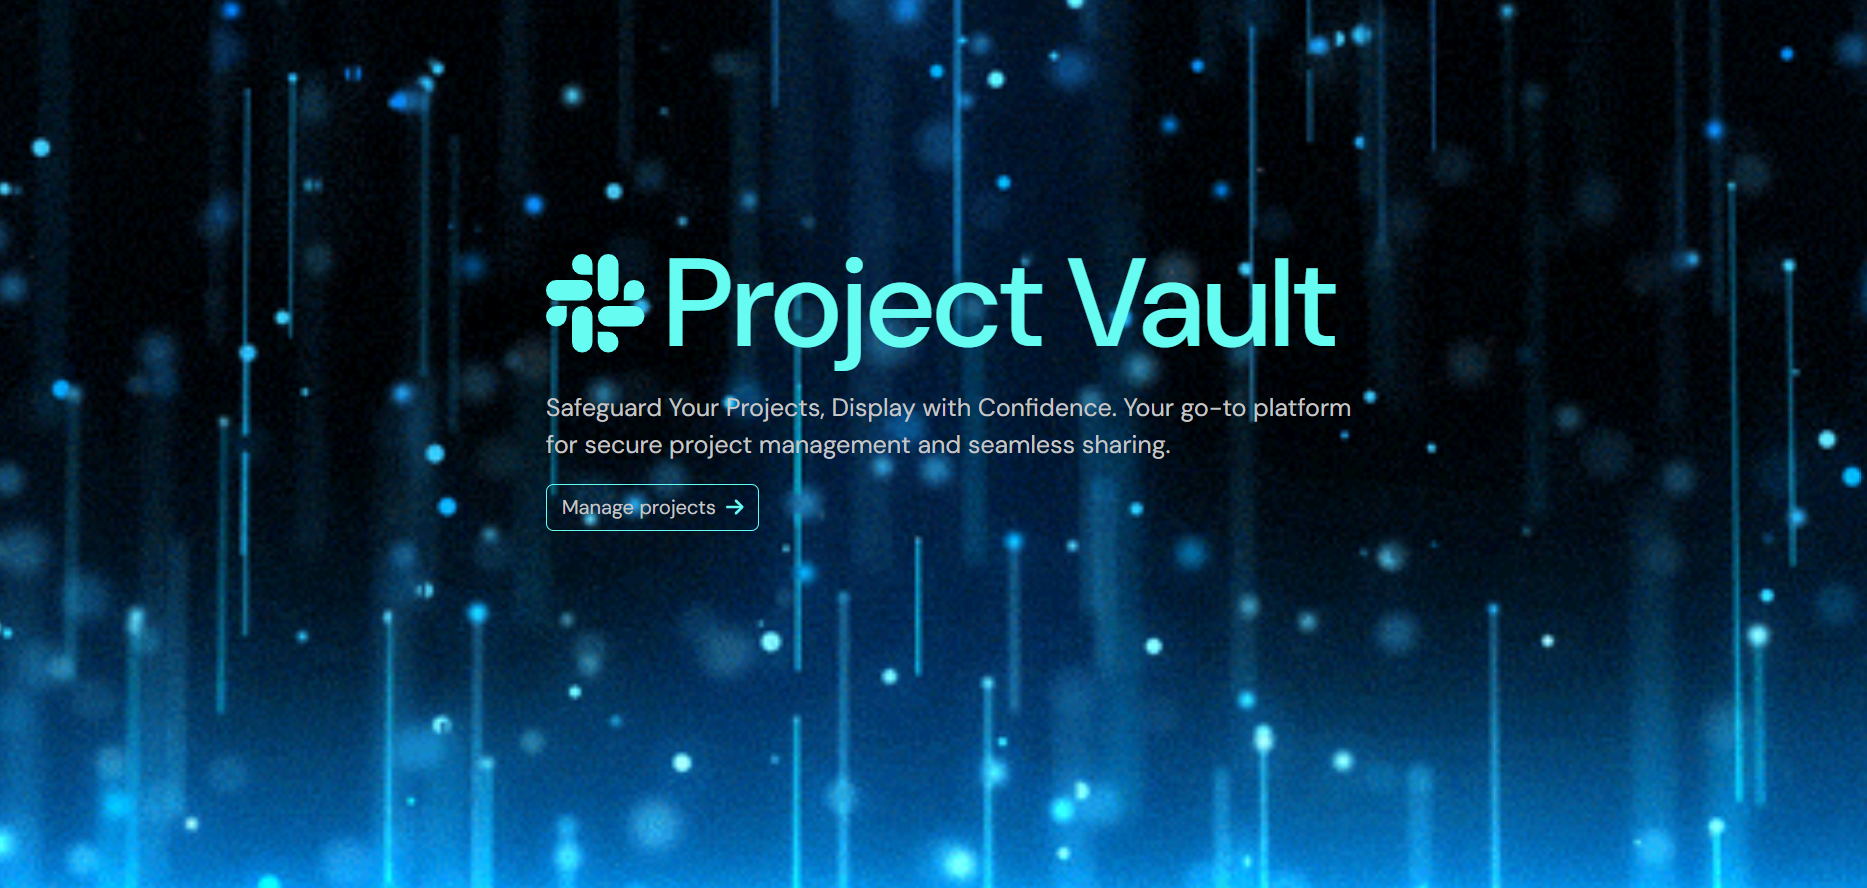 Project Vault
Safeguard Your Projects, Display with Confidence. Your go-to platform
for secure project management and seamless sharing.
Manage projects →